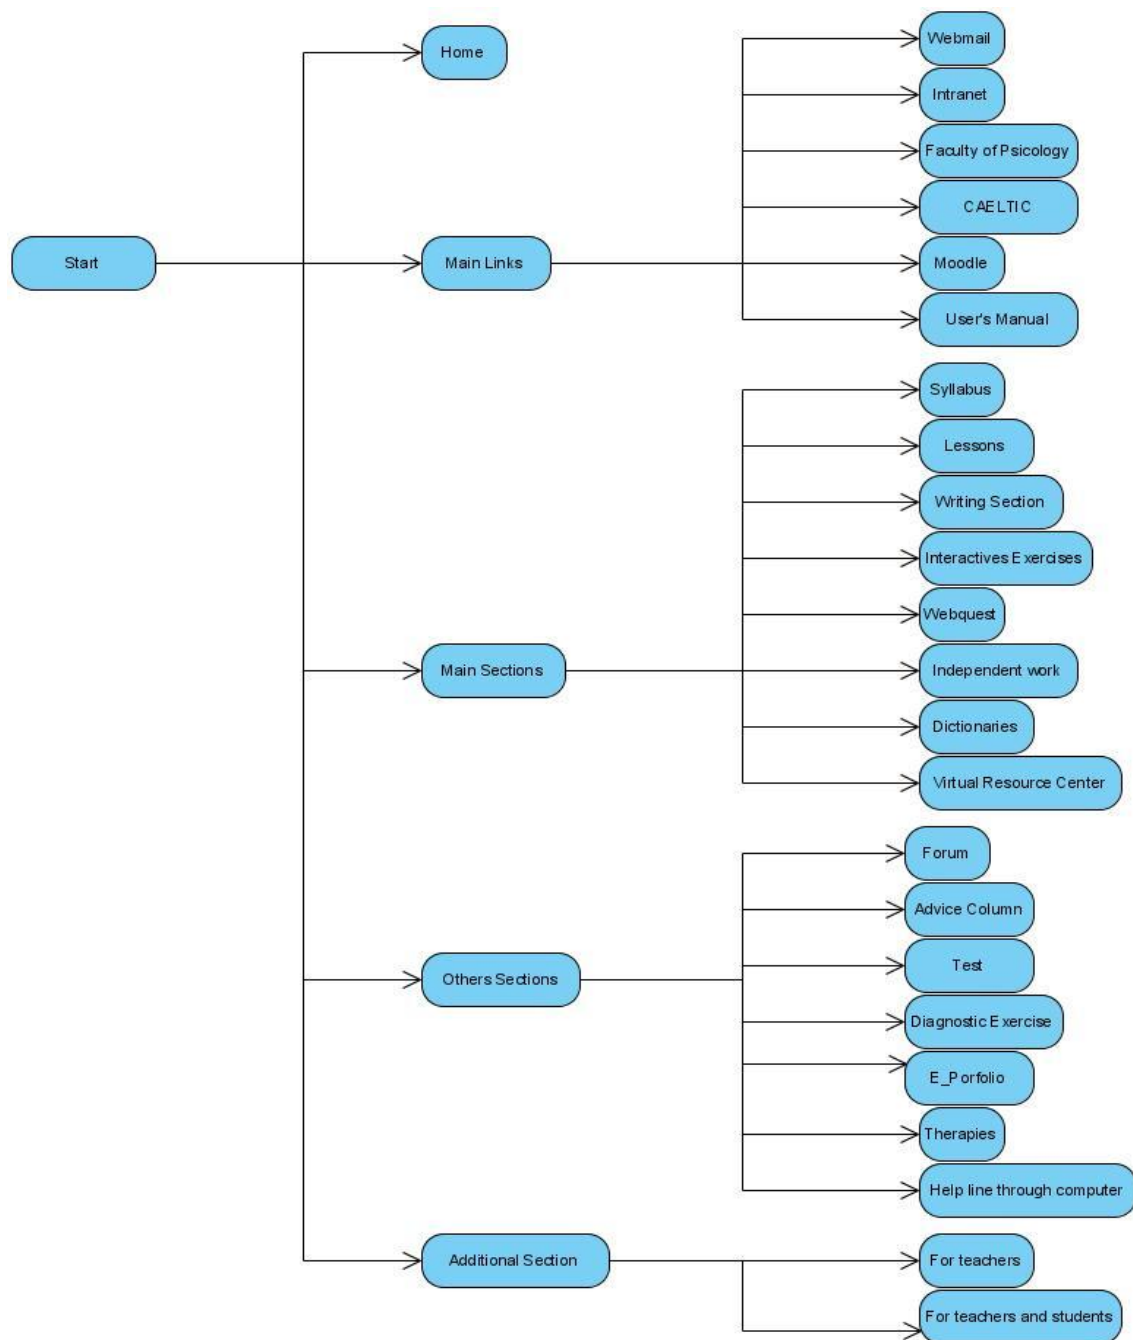 Start
Home
Main Links
Webmail
Intranet
Faculty of Psicology
CAELTIC
Moodle
User's Manual
Main Sections
Syllabus
Lessons
Writing Section
Interactives Exercises
Webquest
Independent work
Dictionaries
Virtual Resource Center
Others Sections
Forum
Advice Column
Test
Diagnostic Exercise
E_Porfolio
Therapies
Help line through computer
Additional Section
For teachers
For teachers and students